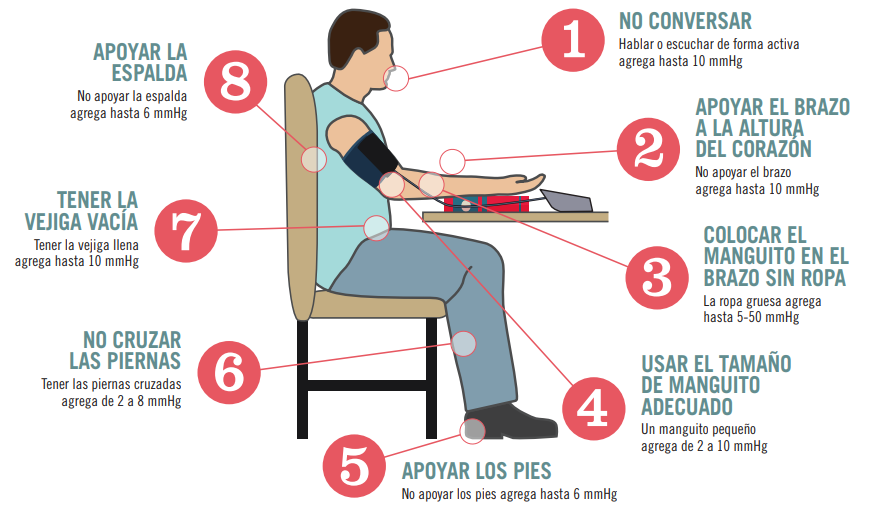 1
NO CONVERSAR
Hablar o escuchar de forma activa
agrega hasta 10 mmHg
2
APOYAR EL BRAZO
A LA ALTURA
DEL CORAZÓN
No apoyar el brazo
agrega hasta 10 mmHg
3
COLOCAR EL
MANGUITO EN EL
BRAZO SIN ROPA
La ropa gruesa agrega
hasta 5-50 mmHg
4
USAR EL TAMAÑO
DE MANGUITO
ADECUADO
Un manguito pequeño
agrega de 2 a 10 mmHg
5
APOYAR LOS PIES
No apoyar los pies agrega hasta 6 mmHg
6
NO CRUZAR
LAS PIERNAS
Tener las piernas cruzadas
agrega de 2 a 8 mmHg
7
TENER LA
VEJIGA VACÍA
Tener la vejiga llena
agrega hasta 10 mmHg
8
APOYAR LA
ESPALDA
No apoyar la espalda
agrega hasta 6 mmHg